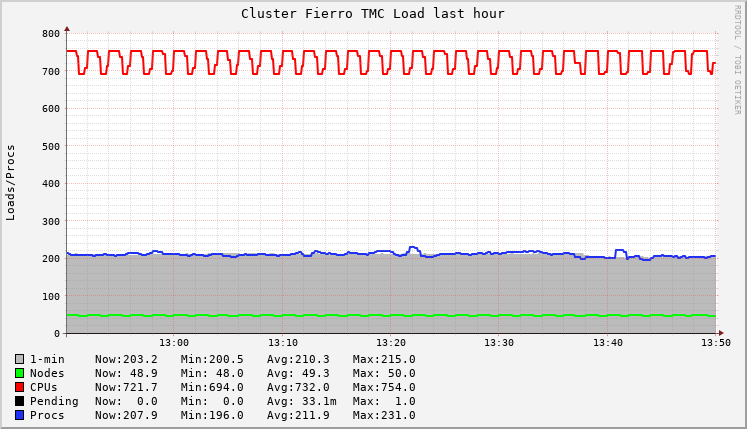 Cluster Fierro TMC Load last hour
RRDTOOL / TOBI OETIKER
Loads/Procs
800
700
600
500
400
300
200
100
0
13:00 13:10 13:20 13:30 13:40 13:50
1-min Now:203.2 Min:200.5 Avg:210.3 Max:215.0
Nodes Now: 48.9 Min: 48.0 Avg: 49.3 Max: 50.0
CPUs Now:721.7 Min:694.0 Avg:732.0 Max:754.0
Pending Now: 0.0 Min: 0.0 Avg: 33.1m Max: 1.0
Procs Now:207.9 Min:196.0 Avg:211.9 Max:231.0